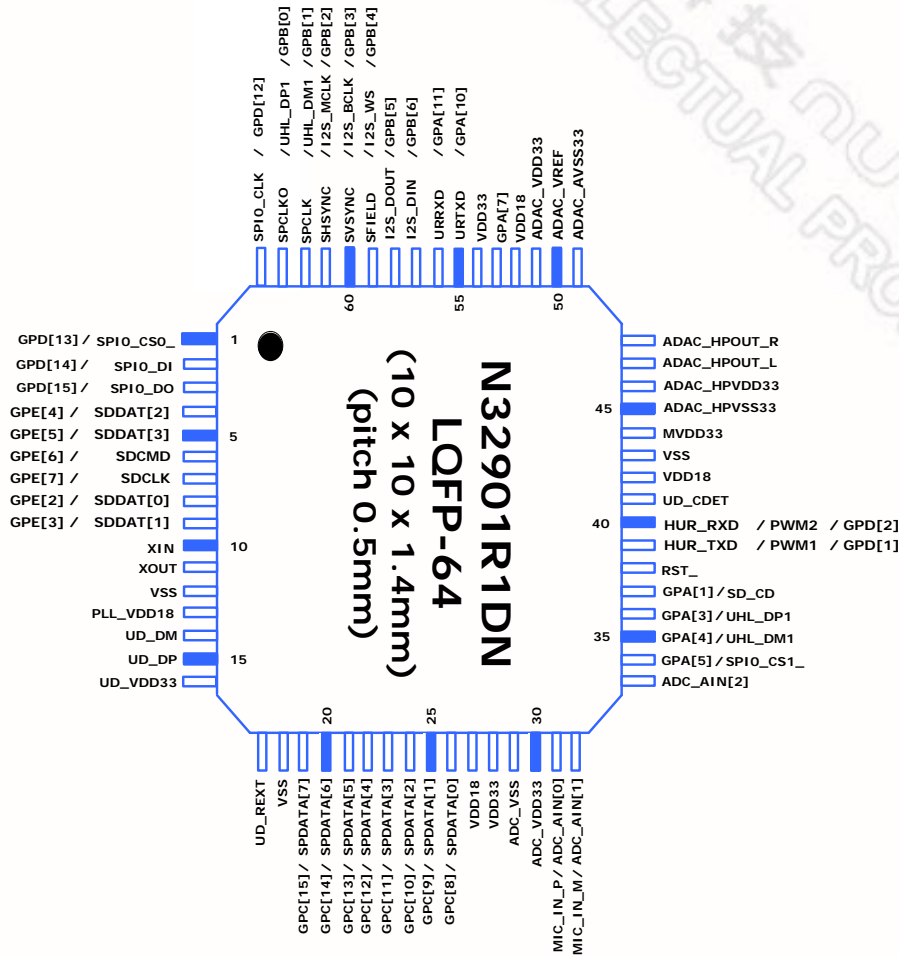 SPI0_CLK / GPD[12]
SPCLKO / UHL_DP1 / GPB[0]
SPCLK / UHL_DM1 / GPB[1]
SHSYNC / I2S_MCLK / GPB[2]
SVSYNC / I2S_BCLK / GPB[3]
SFIELD / I2S_WS / GPB[4]
I2S_DOUT / GPB[5]
I2S_DIN / GPB[6]
URRXD / GPA[11]
URTXD / GPA[10]
VDD33
GPA[7]
VDD18
ADAC_VDD33
ADAC_VREF
ADAC_AVSS33
60
55
50
GPD[13] / SPI0_CS0_
1
GPD[14] / SPI0_DI
GPD[15] / SPI0_DO
GPE[4] / SDDAT[2]
GPE[5] / SDDAT[3]
5
GPE[6] / SDCMD
GPE[7] / SDCLK
GPE[2] / SDDAT[0]
GPE[3] / SDDAT[1]
XIN
10
XOUT
VSS
PLL_VDD18
UD_DM
UD_DP
15
UD_VDD33
N32901R1DN
LQFP-64
(10 x 10 x 1.4mm)
(pitch 0.5mm)
ADAC_HPOUT_R
ADAC_HPOUT_L
ADAC_HPVDD33
45
ADAC_HPVSS33
MVDD33
VSS
VDD18
UD_CDET
40
HUR_RXD / PWM2 / GPD[2]
HUR_TXD / PWM1 / GPD[1]
RST_
GPA[1] / SD_CD
GPA[3] / UHL_DP1
35
GPA[4] / UHL_DM1
GPA[5] / SPI0_CS1_
ADC_AIN[2]
20
25
30
UD_REXT
VSS
GPC[15] / SPDATA[7]
GPC[14] / SPDATA[6]
GPC[13] / SPDATA[5]
GPC[12] / SPDATA[4]
GPC[11] / SPDATA[3]
GPC[10] / SPDATA[2]
GPC[9] / SPDATA[1]
GPC[8] / SPDATA[0]
VDD18
VDD33
ADC_VSS
ADC_VDD33
MIC_IN_P / ADC_AIN[0]
MIC_IN_M / ADC_AIN[1]
技